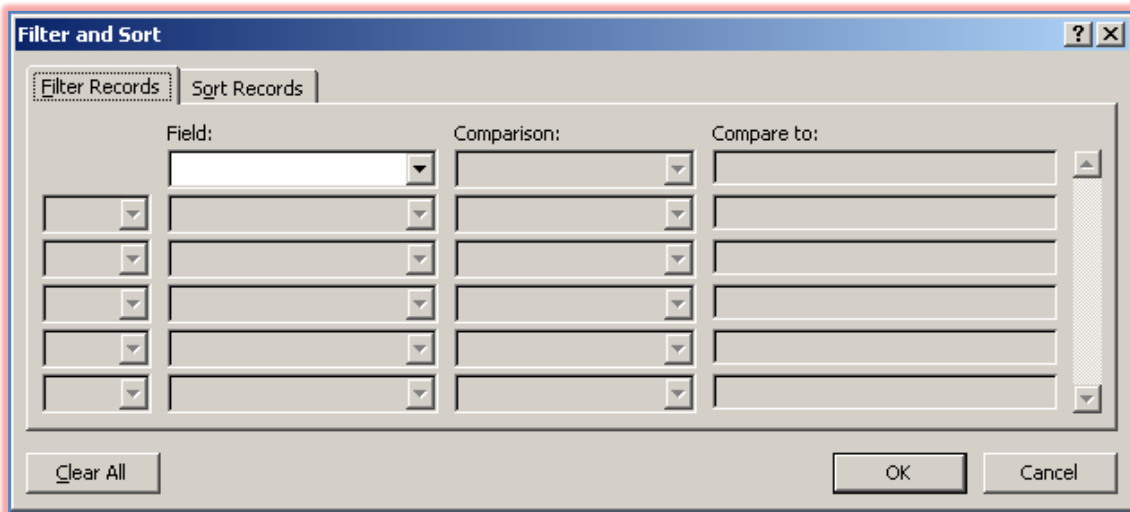 Filter and Sort
Filter Records Sort Records
Field: Comparison: Compare to:
Clear All OK Cancel